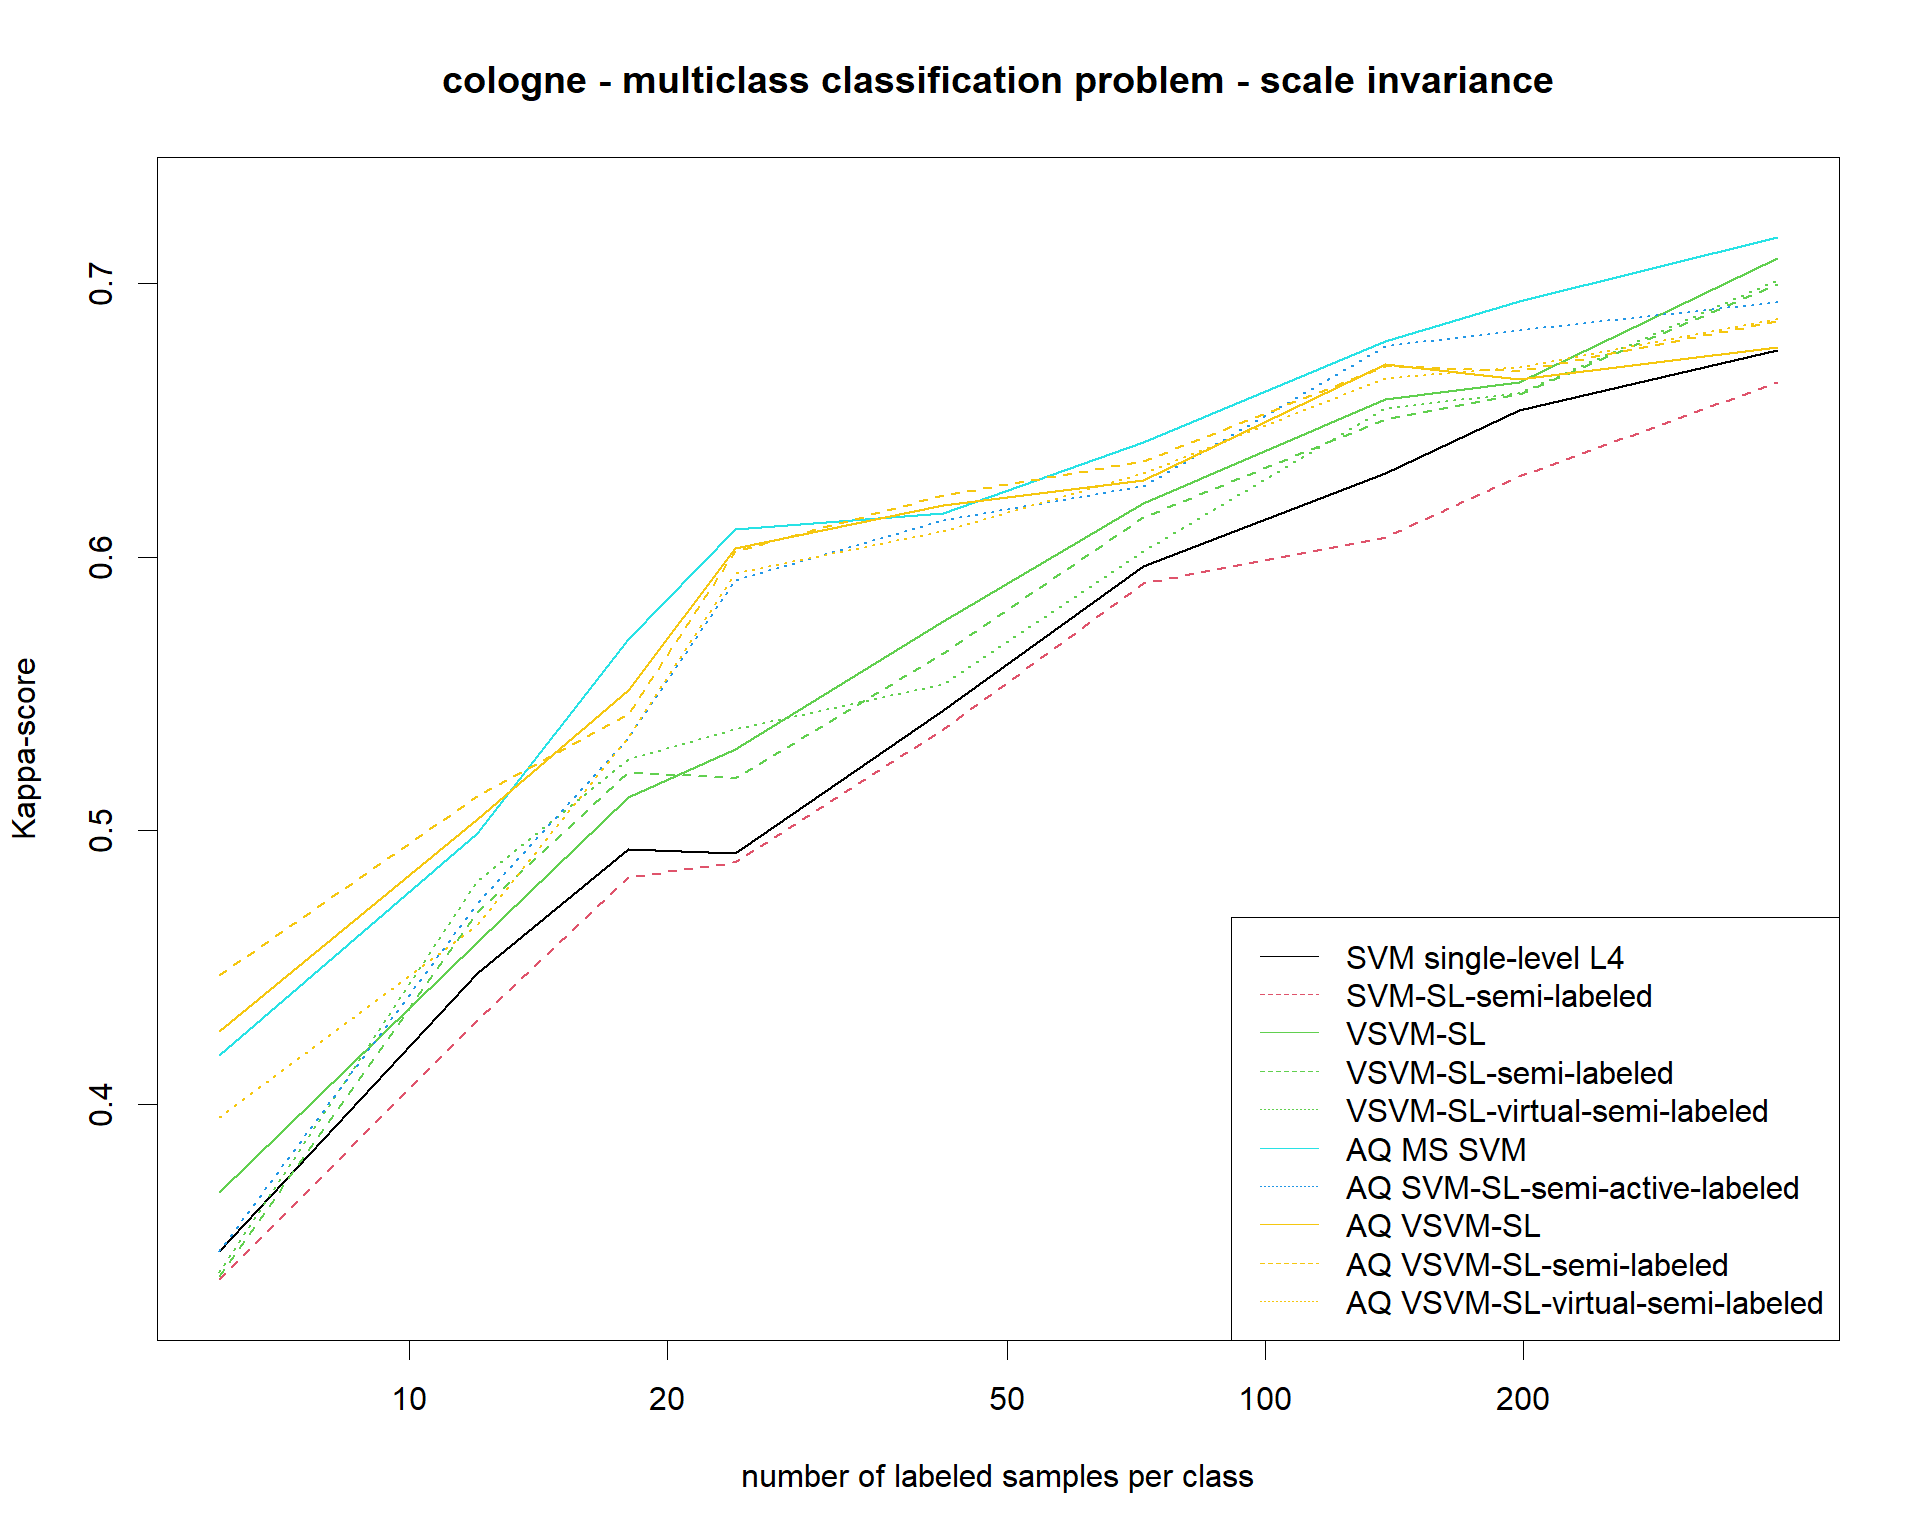 cologne - multiclass classification problem - scale invariance
Kappa-score
0.7
0.6
0.5
0.4
SVM single-level L4
SVM-SL-semi-labeled
VSVM-SL
VSVM-SL-semi-labeled
VSVM-SL-virtual-semi-labeled
AQ MS SVM
AQ SVM-SL-semi-active-labeled
AQ VSVM-SL
AQ VSVM-SL-semi-labeled
AQ VSVM-SL-virtual-semi-labeled
10 20 50 100 200
number of labeled samples per class